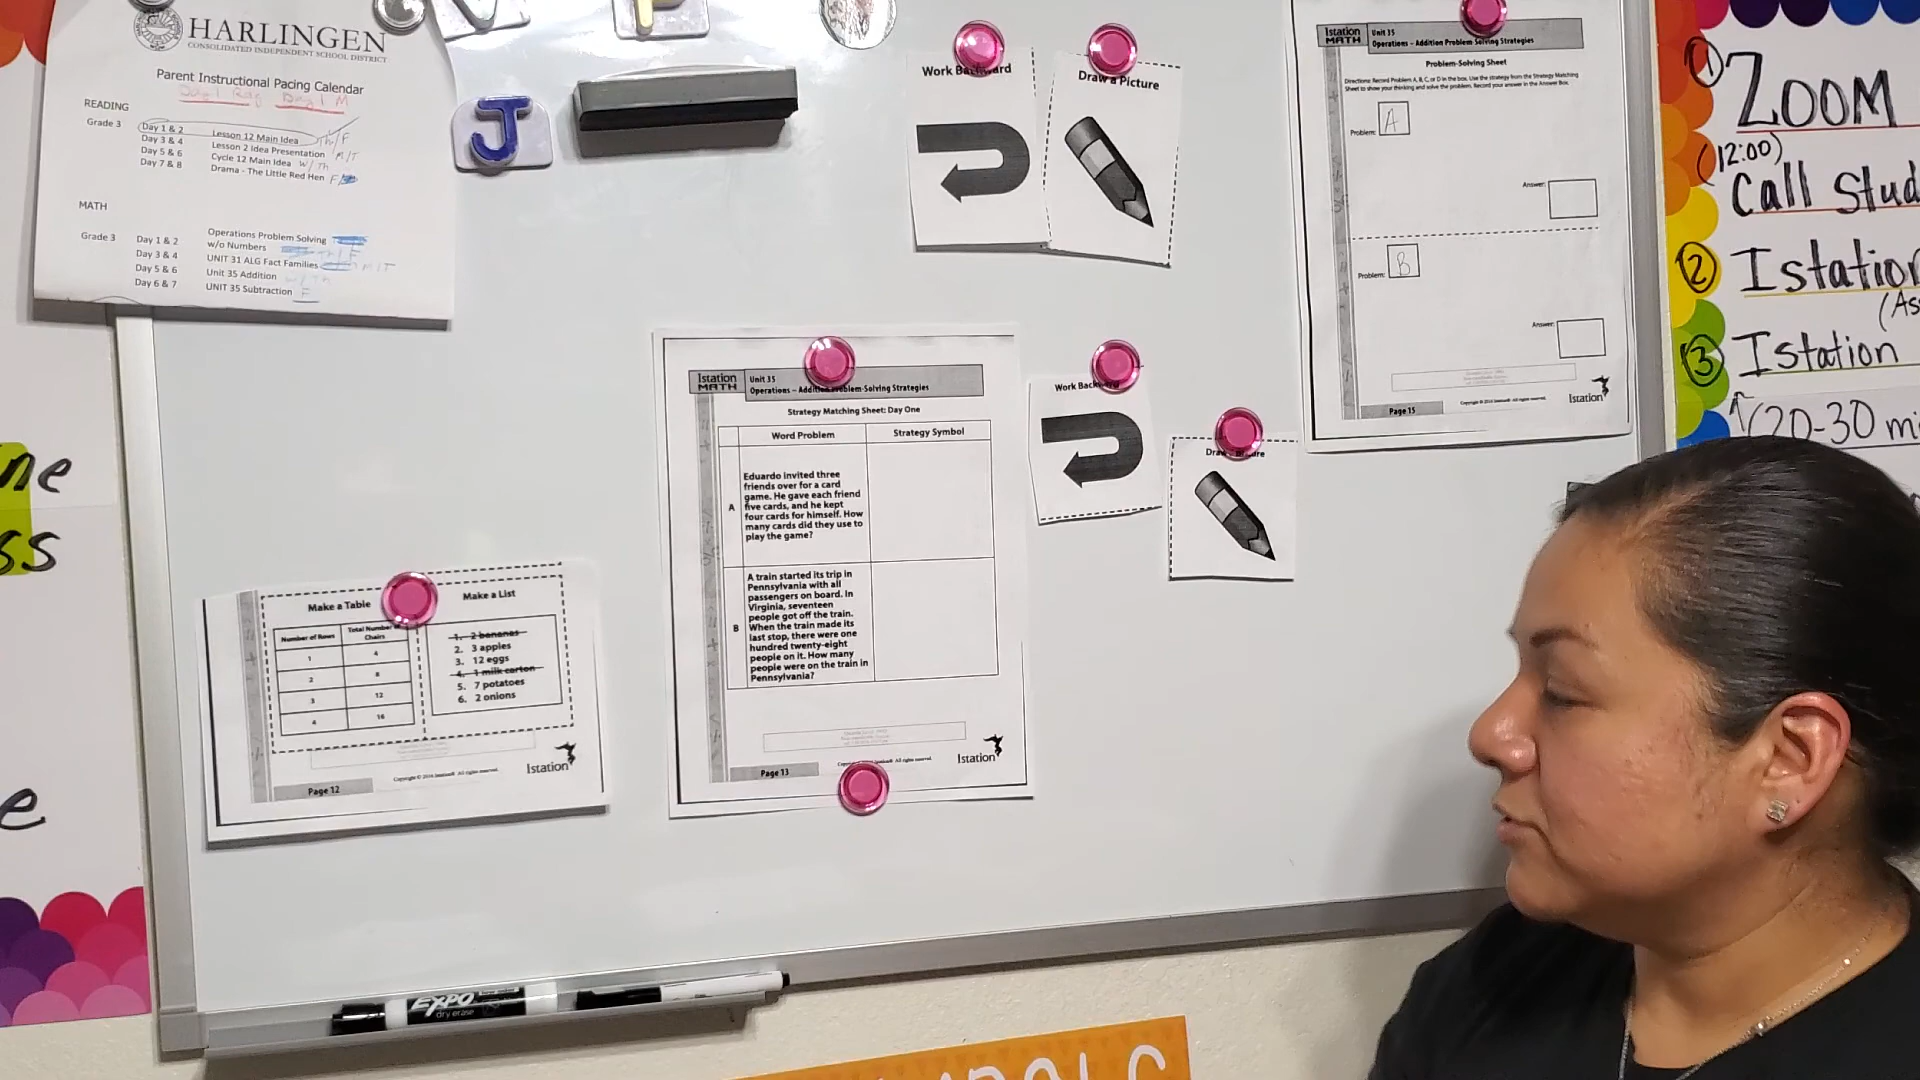 HARLINGEN
CONSOLIDATED INDEPENDENT SCHOOL DISTRICT
Parent Instructional Pacing Calendar
READING
Grade 3 Day 1 & 2 Lesson 12 Main Idea Th/F
Day 3 & 4 Lesson 2 Idea Presentation M/T
Day 5 & 6 Cycle 12 Main Idea W/Th
Day 7 & 8 Drama - The Little Red Hen F
MATH
Grade 3 Day 1 & 2 Operations Problem Solving
w/o Numbers
Day 3 & 4 UNIT 31 ALG Fact Families M/T
Day 5 & 6 Unit 35 Addition
Day 6 & 7 UNIT 35 Subtraction F
J
Work Backward
Draw a Picture
Istation
MATH
Unit 35
Operations – Addition Problem-Solving Strategies
Problem-Solving Sheet
Directions: Record Problem A, B, C, or D in the box. Use the strategy from the Strategy Matching
Sheet to show your thinking and solve the problem. Record your answer in the Answer Box.
Problem: A
Answer:
Problem: B
Answer:
Page 15
Istation
① ZOOM
(12:00)
Call Stud
② Istation
(As
③ Istation
(20-30 mi
Istation
MATH
Unit 35
Operations – Addition Problem-Solving Strategies
Strategy Matching Sheet: Day One
Word Problem Strategy Symbol
A
Eduardo invited three
friends over for a card
game. He gave each friend
five cards, and he kept
four cards for himself. How
many cards did they use to
play the game?
B
A train started its trip in
Pennsylvania with all
passengers on board. In
Virginia, seventeen
people got off the train.
When the train made its
last stop, there were one
hundred twenty-eight
people on it. How many
people were on the train in
Pennsylvania?
Page 13
Istation
Work Backward
Draw
Make a Table
Number of Rows Total Number of Chairs
1 4
2 8
3 12
4 16
Make a List
1. 2 bananas
2. 3 apples
3. 12 eggs
4. 1 milk carton
5. 7 potatoes
6. 2 onions
Copyright © 2016 Istation® All rights reserved.
Page 12
Istation
ne
ss
e
EXPO
dry erase